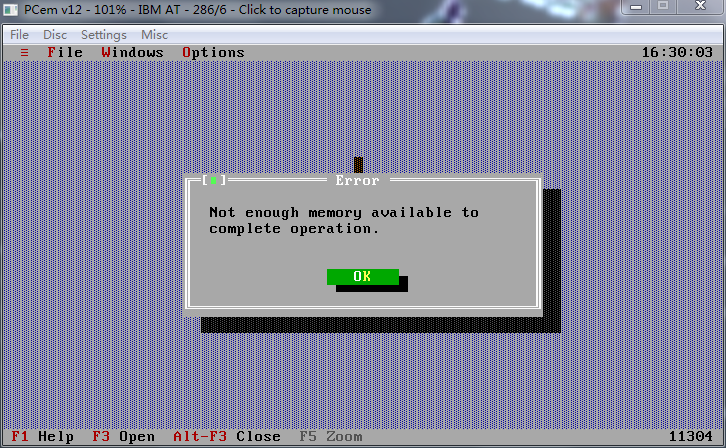 PCem v12 - 101% - IBM AT - 286/6 - Click to capture mouse
File Disc Settings Misc
≡ File Windows Options 16:30:03
Error
Not enough memory available to
complete operation.
OK
F1 Help F3 Open Alt-F3 Close F5 Zoom 11304